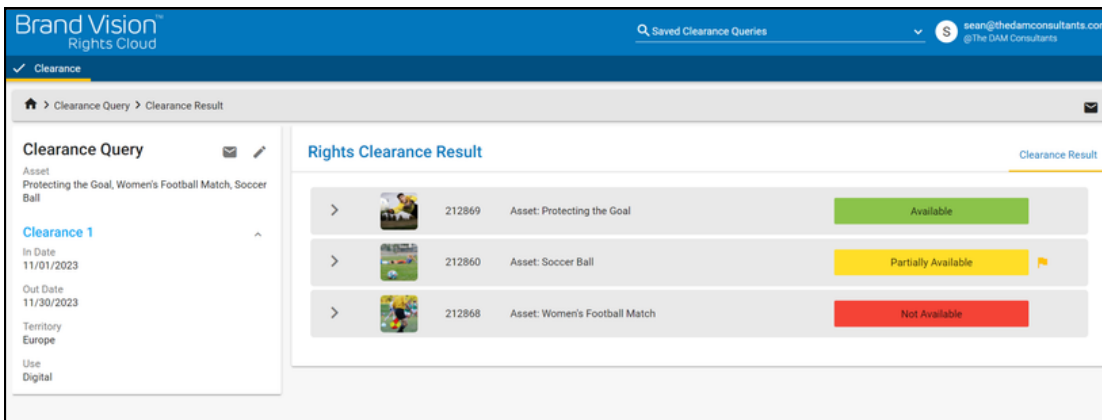 Brand Vision™
Rights Cloud
Saved Clearance Queries
S
sean@thedamconsultants.com
@The DAM Consultants
Clearance
Clearance Query > Clearance Result
Clearance Query
Asset
Protecting the Goal, Women's Football Match, Soccer
Ball
Clearance 1
In Date
11/01/2023
Out Date
11/30/2023
Territory
Europe
Use
Digital
Rights Clearance Result
Clearance Result
212869 Asset: Protecting the Goal Available
212860 Asset: Soccer Ball Partially Available
212868 Asset: Women's Football Match Not Available